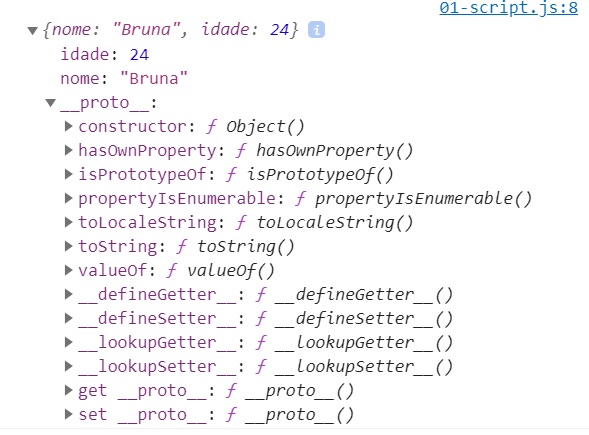 01-script.js:8
▼{nome: "Bruna", idade: 24} i
idade: 24
nome: "Bruna"
▼__proto__:
▶constructor: ƒ Object()
▶hasOwnProperty: ƒ hasOwnProperty()
▶isPrototypeOf: ƒ isPrototypeOf()
▶propertyIsEnumerable: ƒ propertyIsEnumerable()
▶toLocaleString: ƒ toLocaleString()
▶toString: ƒ toString()
▶valueOf: ƒ valueOf()
▶__defineGetter__: ƒ __defineGetter__()
▶__defineSetter__: ƒ __defineSetter__()
▶__lookupGetter__: ƒ __lookupGetter__()
▶__lookupSetter__: ƒ __lookupSetter__()
▶get __proto__: ƒ __proto__()
▶set __proto__: ƒ __proto__()